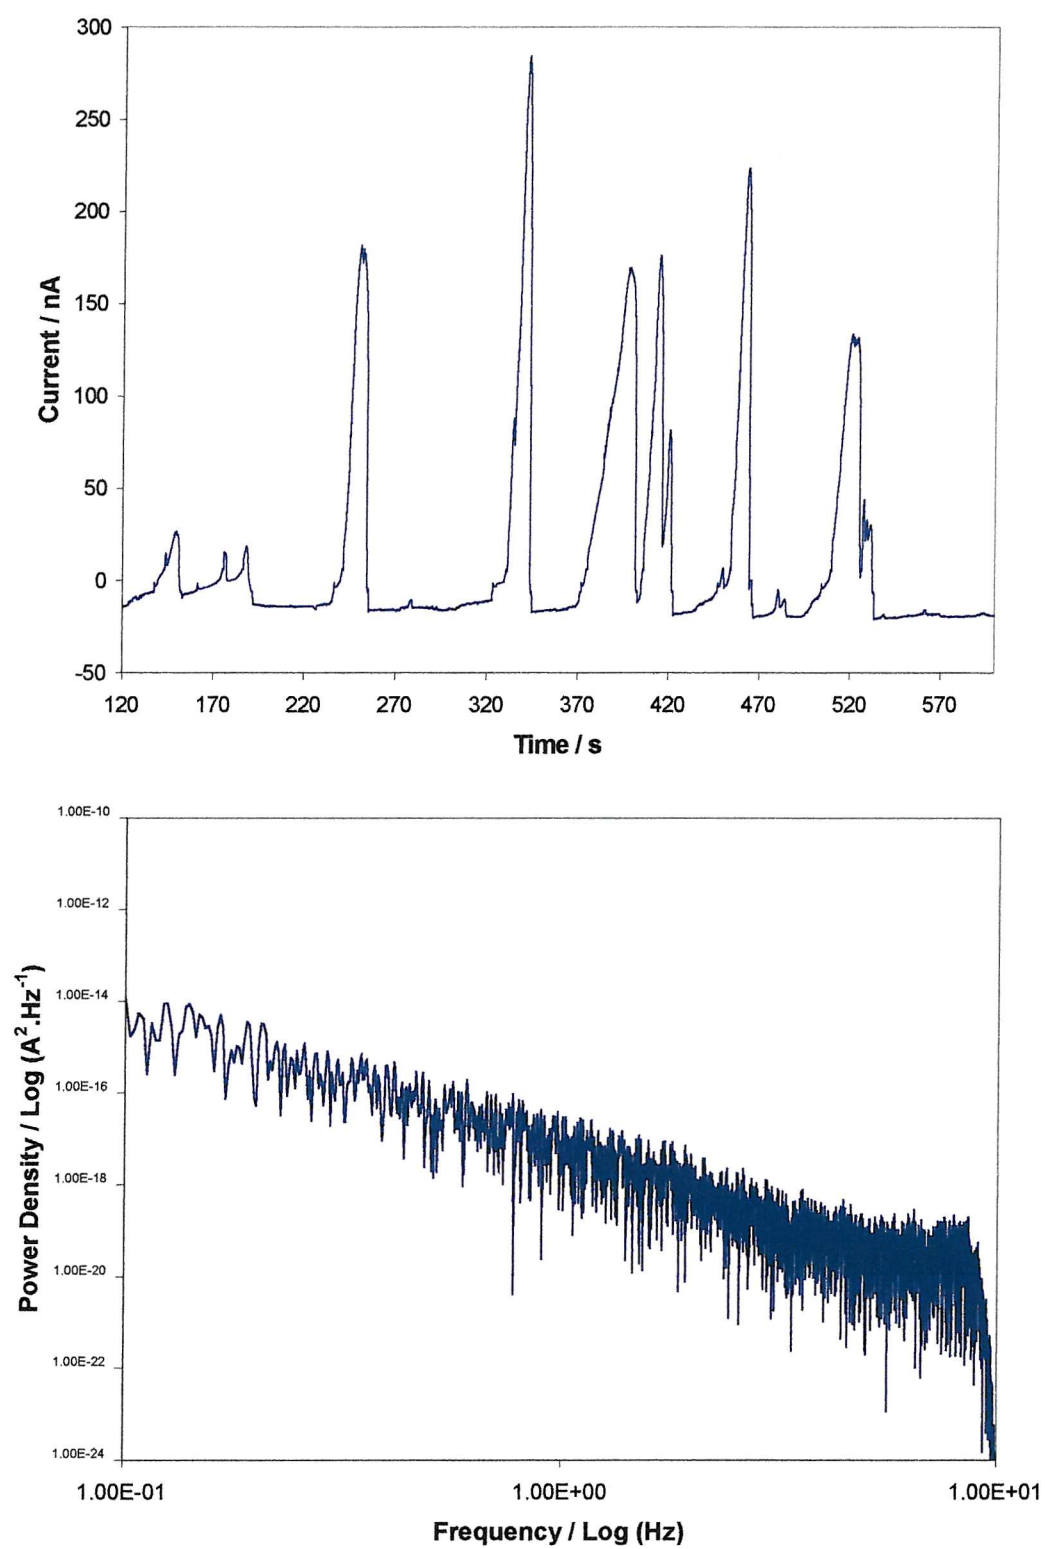 300
250
200
150
100
50
0
-50
Current / nA
120 170 220 270 320 370 420 470 520 570
Time / s
1.00E-10
1.00E-12
1.00E-14
1.00E-16
1.00E-18
1.00E-20
1.00E-22
1.00E-24
Power Density / Log (A².Hz⁻¹)
1.00E-01 1.00E+00 1.00E+01
Frequency / Log (Hz)